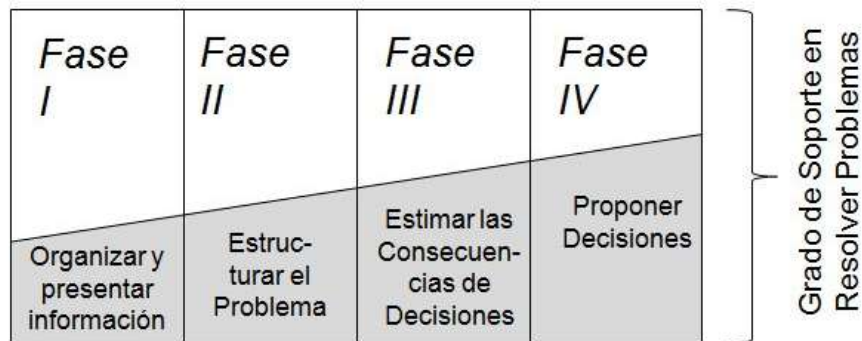 Fase
I
Fase
II
Fase
III
Fase
IV
Organizar y
presentar
información
Estruc-
turar el
Problema
Estimar las
Consecuen-
cias de
Decisiones
Proponer
Decisiones
Grado de Soporte en
Resolver Problemas